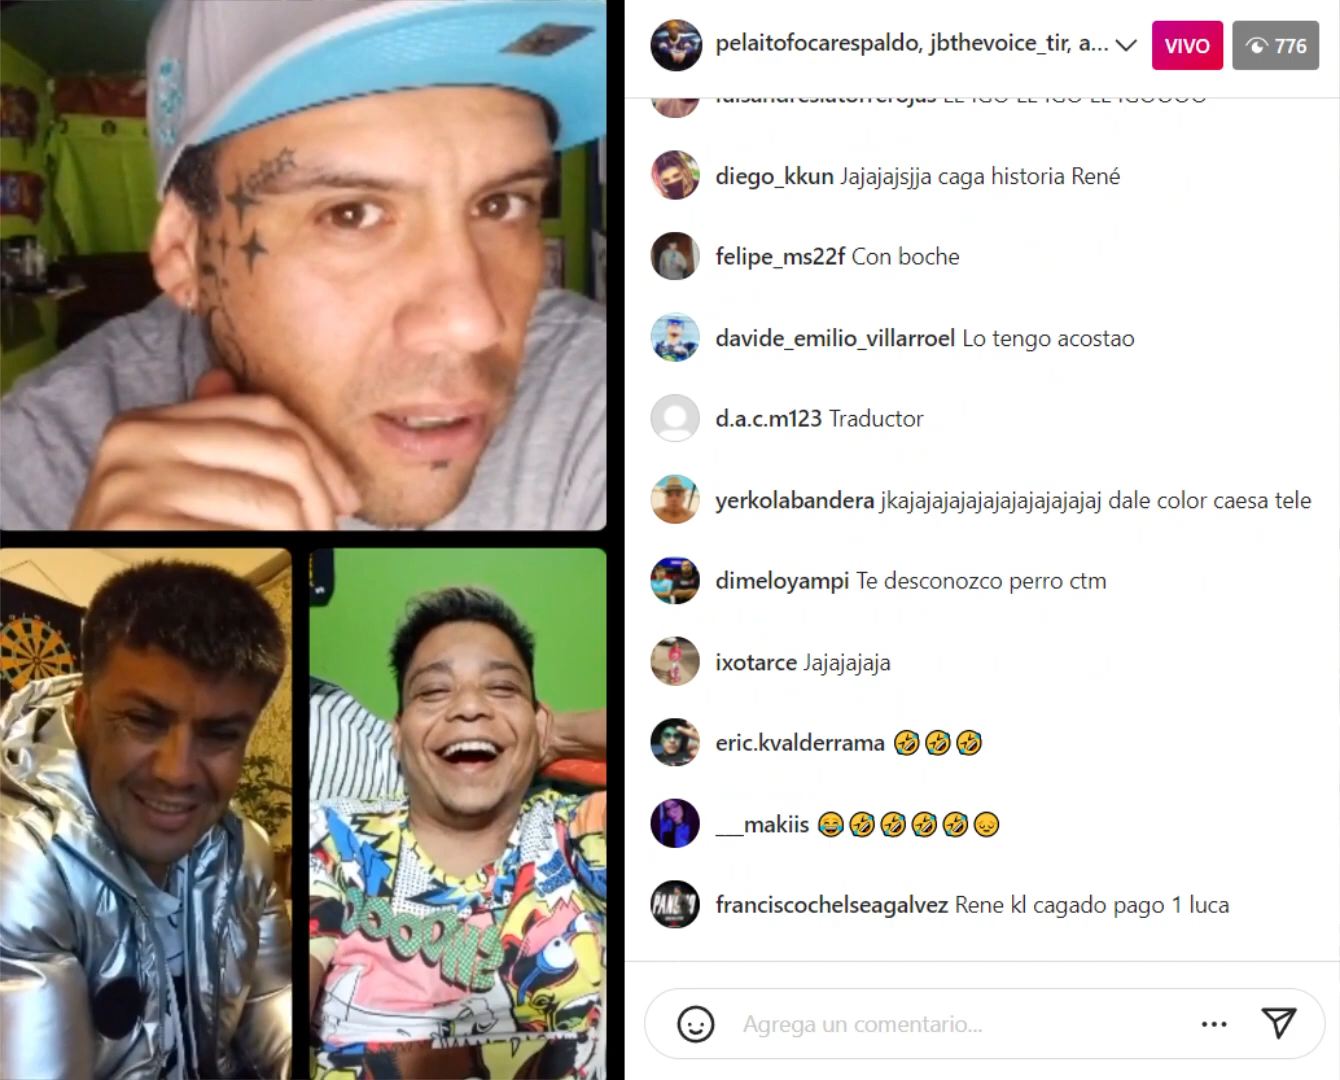 pelaitofocarespaldo, jbthevoice_tir, a...
VIVO
776
luisandreslatorrerojas
diego_kkun Jajajajsjja caga historia René
felipe_ms22f Con boche
davide_emilio_villarroel Lo tengo acostao
d.a.c.m123 Traductor
yerkolabandera jkajajajajajajajajajajaj dale color caesa tele
dimeloyampi Te desconozco perro ctm
ixotarce Jajajajaja
eric.kvalderrama 🤣🤣🤣
___makiis 😂🤣🤣🤣🤣😔
franciscochelseagalvez Rene kl cagado pago 1 luca
Agrega un comentario...